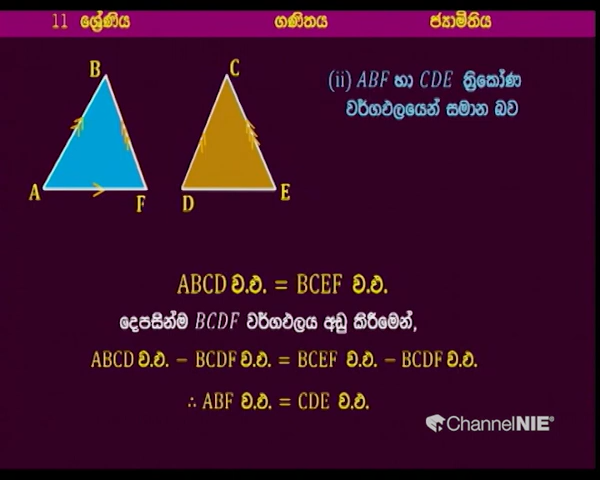 11 ශ්‍රේණිය ගණිතය ජ්‍යාමිතිය
B C
A F D E
(ii) ABF හා CDE ත්‍රිකෝණ
වර්ගඵලයෙන් සමාන බව
ABCD ව.ඵ. = BCEF ව.ඵ.
දෙපසින්ම BCDF වර්ගඵලය අඩු කිරීමෙන්,
ABCD ව.ඵ. − BCDF ව.ඵ. = BCEF ව.ඵ. − BCDF ව.ඵ.
∴ ABF ව.ඵ. = CDE ව.ඵ.
ChannelNIE®